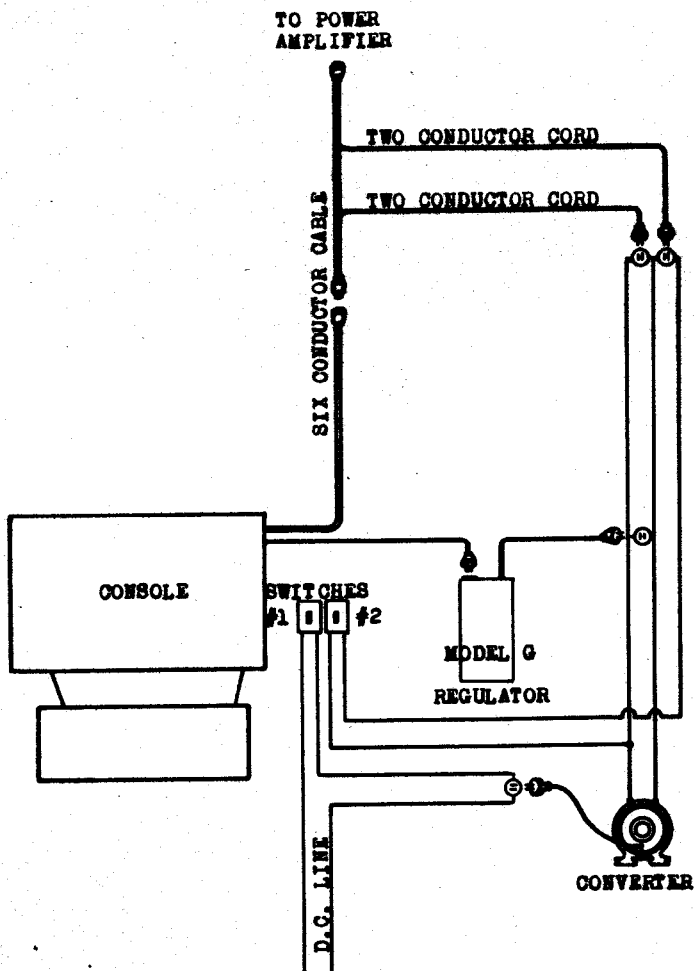 TO POWER
AMPLIFIER
TWO CONDUCTOR CORD
TWO CONDUCTOR CORD
SIX CONDUCTOR CABLE
CONSOLE
SWITCHES
#1
#2
MODEL G
REGULATOR
D.C. LINE
CONVERTER